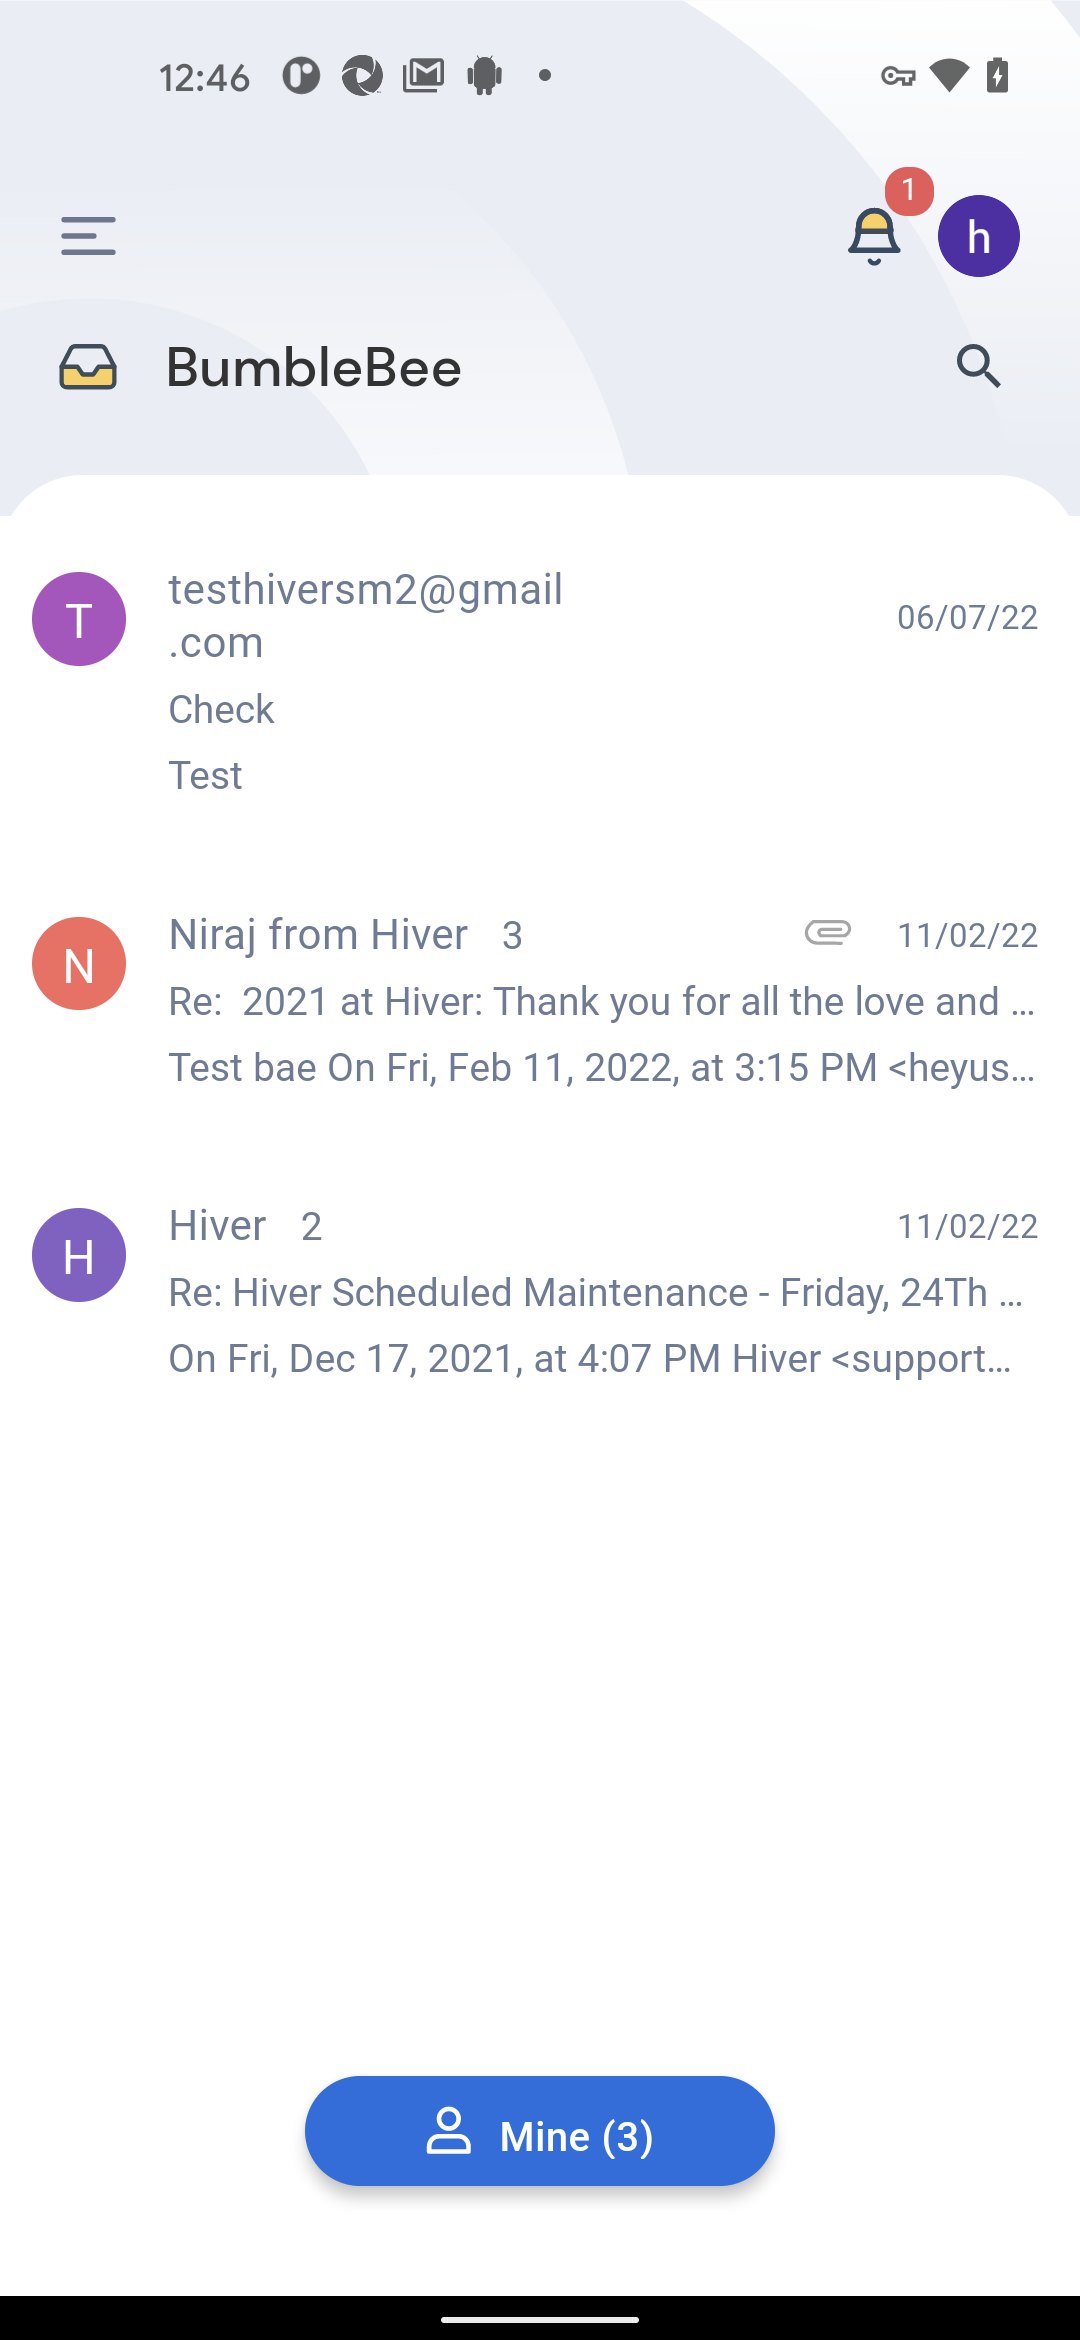 12:46
1
h
BumbleBee
T
testhiversm2@gmail
.com
06/07/22
Check
Test
N
Niraj from Hiver 3
11/02/22
Re:  2021 at Hiver: Thank you for all the love and …
Test bae On Fri, Feb 11, 2022, at 3:15 PM <heyus…
H
Hiver 2
11/02/22
Re: Hiver Scheduled Maintenance - Friday, 24Th …
On Fri, Dec 17, 2021, at 4:07 PM Hiver <support…
Mine (3)